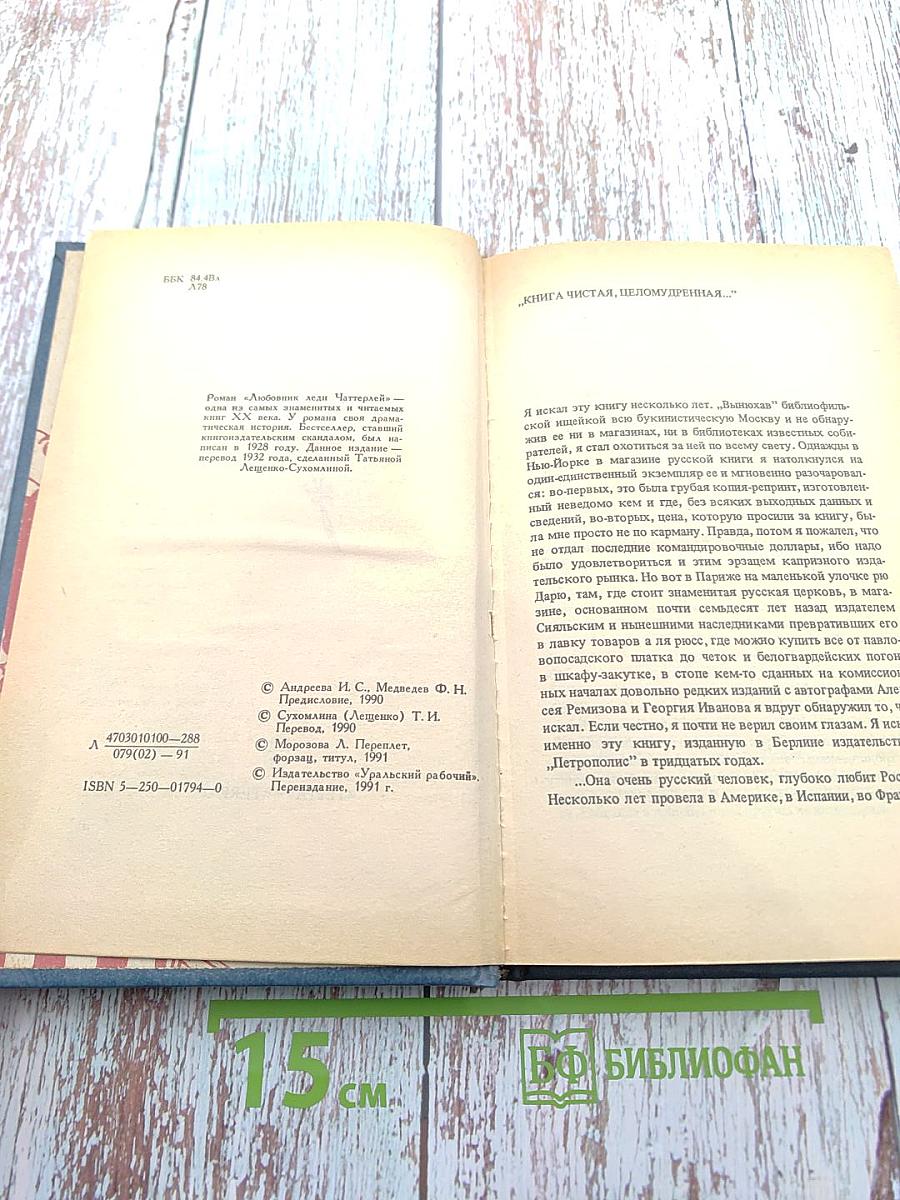 ББК 84.4Вл
Л78
Роман «Любовник леди Чаттерлей» —
одна из самых знаменитых и читаемых
книг XX века. У романа своя драма-
тическая история. Бестселлер, ставший
книгоиздательским скандалом, был на-
писан в 1928 году. Данное издание —
перевод 1932 года, сделанный Татьяной
Лещенко-Сухомлиной.
© Андреева И. С., Медведев Ф. Н.
Предисловие, 1990
© Сухомлина (Лещенко) Т. И.
Перевод, 1990
© Морозова Л. Переплет,
форзац, титул, 1991
© Издательство «Уральский рабочий».
Переиздание, 1991 г.
Л 4703010100—288
079(02) — 91
ISBN 5—250—01794—0
„КНИГА ЧИСТАЯ, ЦЕЛОМУДРЕННАЯ..."
Я искал эту книгу несколько лет. „Вынюхав" библиофиль-
ской ищейкой всю букинистическую Москву и не обнару-
жив ее ни в магазинах, ни в библиотеках известных соби-
рателей, я стал охотиться за ней по всему свету. Однажды в
Нью-Йорке в магазине русской книги я натолкнулся на
один-единственный экземпляр ее и мгновенно разочаровал-
ся: во-первых, это была грубая копия-репринт, изготовлен-
ный неведомо кем и где, без всяких выходных данных и
сведений, во-вторых, цена, которую просили за книгу, бы-
ла мне просто не по карману. Правда, потом я пожалел, что
не отдал последние командировочные доллары, ибо надо
было удовлетвориться и этим эрзацем капризного изда-
тельского рынка. Но вот в Париже на маленькой улочке рю
Дарю, там, где стоит знаменитая русская церковь, в мага-
зине, основанном почти семьдесят лет назад издателем
Сияльским и нынешними наследниками превративших его
в лавку товаров а ля рюсс, где можно купить все от павло-
вопосадского платка до четок и белогвардейских погон
в шкафу-закутке, в стопе кем-то сданных на комиссион
ных началах довольно редких изданий с автографами Але
сея Ремизова и Георгия Иванова я вдруг обнаружил то, ч
искал. Если честно, я почти не верил своим глазам. Я иск
именно эту книгу, изданную в Берлине издательств
„Петрополис" в тридцатых годах.
...Она очень русский человек, глубоко любит Рос
Несколько лет провела в Америке, в Испании, во Фра
15 см
БФ БИБЛИОФАН